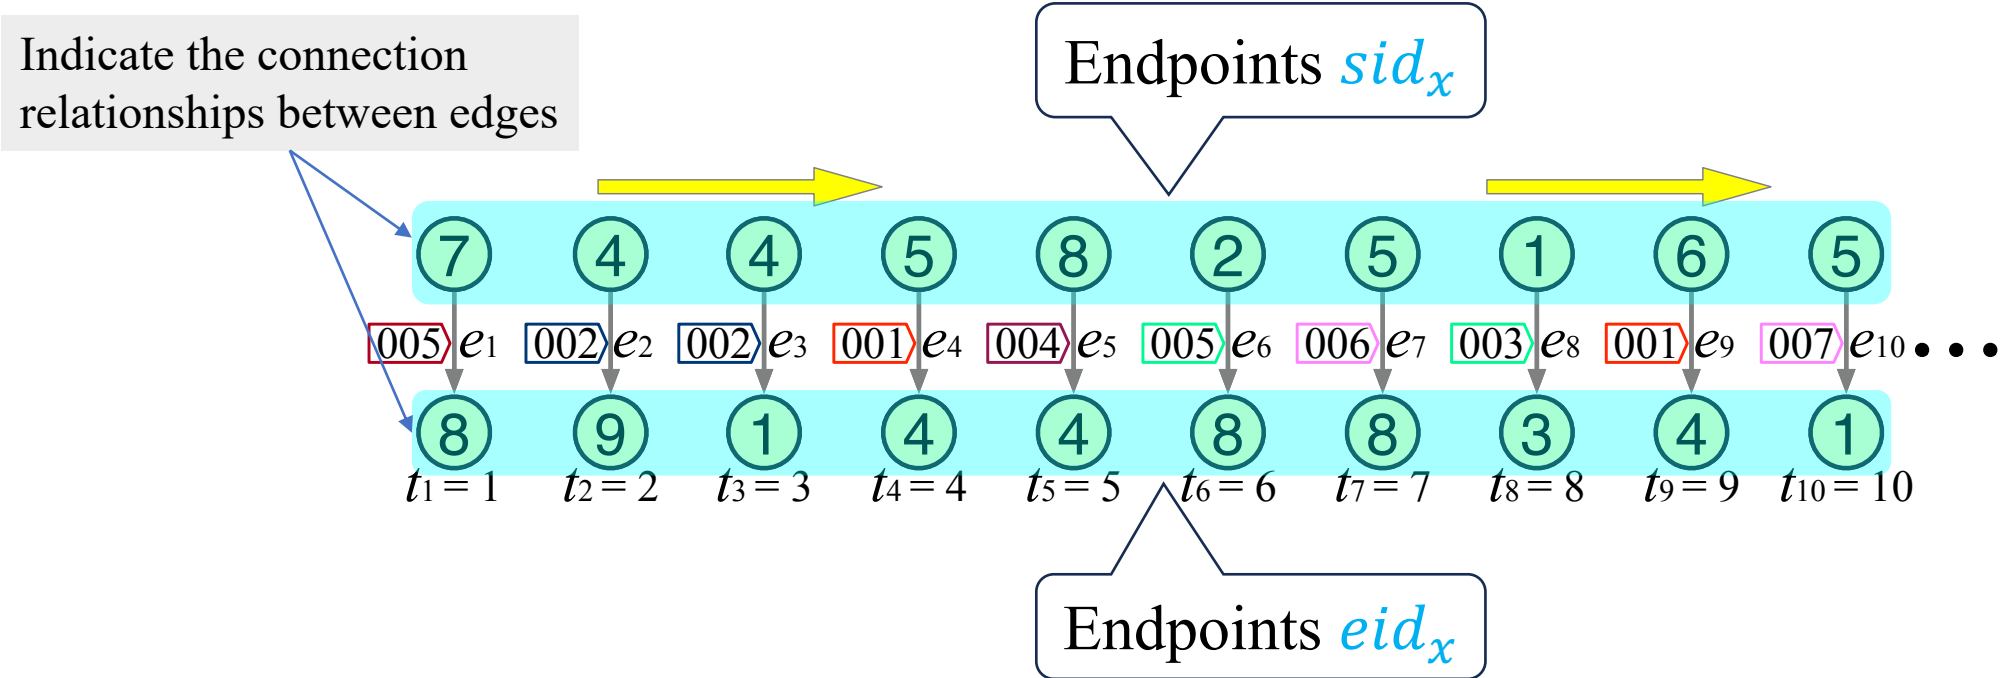 Indicate the connection
relationships between edges
Endpoints sid_x
7 4 4 5 8 2 5 1 6 5
005 e1 002 e2 002 e3 001 e4 004 e5 005 e6 006 e7 003 e8 001 e9 007 e10 ...
8 9 1 4 4 8 8 3 4 1
t1 = 1 t2 = 2 t3 = 3 t4 = 4 t5 = 5 t6 = 6 t7 = 7 t8 = 8 t9 = 9 t10 = 10
Endpoints eid_x